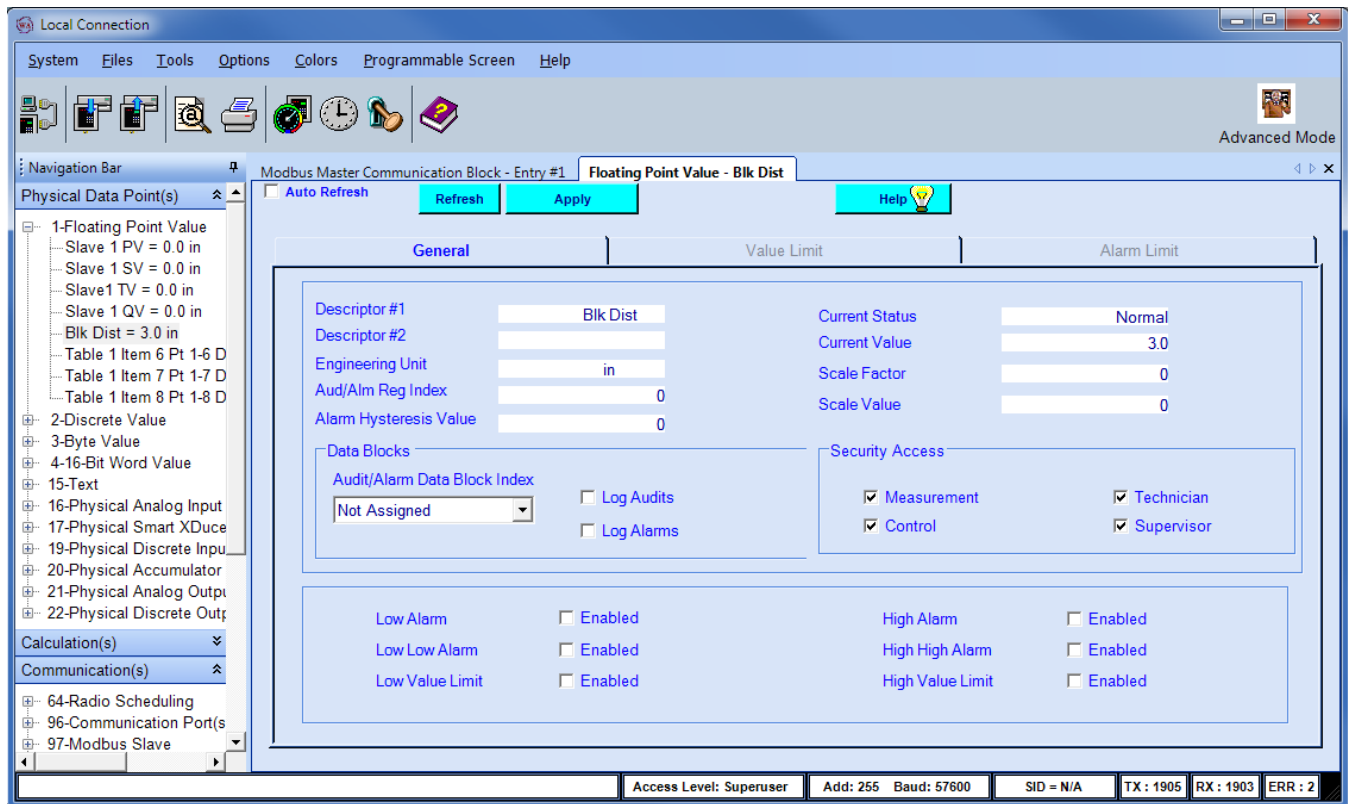 Local Connection
System Files Tools Options Colors Programmable Screen Help
Advanced Mode
Navigation Bar
Physical Data Point(s)
1-Floating Point Value
Slave 1 PV = 0.0 in
Slave 1 SV = 0.0 in
Slave1 TV = 0.0 in
Slave 1 QV = 0.0 in
Blk Dist = 3.0 in
Table 1 Item 6 Pt 1-6 D
Table 1 Item 7 Pt 1-7 D
Table 1 Item 8 Pt 1-8 D
2-Discrete Value
3-Byte Value
4-16-Bit Word Value
15-Text
16-Physical Analog Input
17-Physical Smart XDuce
19-Physical Discrete Inpu
20-Physical Accumulator
21-Physical Analog Outpu
22-Physical Discrete Outp
Calculation(s)
Communication(s)
64-Radio Scheduling
96-Communication Port(s
97-Modbus Slave
Modbus Master Communication Block - Entry #1 Floating Point Value - Blk Dist
Auto Refresh Refresh Apply Help
General Value Limit Alarm Limit
Descriptor #1 Blk Dist
Descriptor #2
Engineering Unit in
Aud/Alm Reg Index 0
Alarm Hysteresis Value 0
Current Status Normal
Current Value 3.0
Scale Factor 0
Scale Value 0
Data Blocks
Audit/Alarm Data Block Index
Not Assigned
Log Audits
Log Alarms
Security Access
Measurement Technician
Control Supervisor
Low Alarm Enabled High Alarm Enabled
Low Low Alarm Enabled High High Alarm Enabled
Low Value Limit Enabled High Value Limit Enabled
Access Level: Superuser Add: 255 Baud: 57600 SID = N/A TX : 1905 RX : 1903 ERR : 2